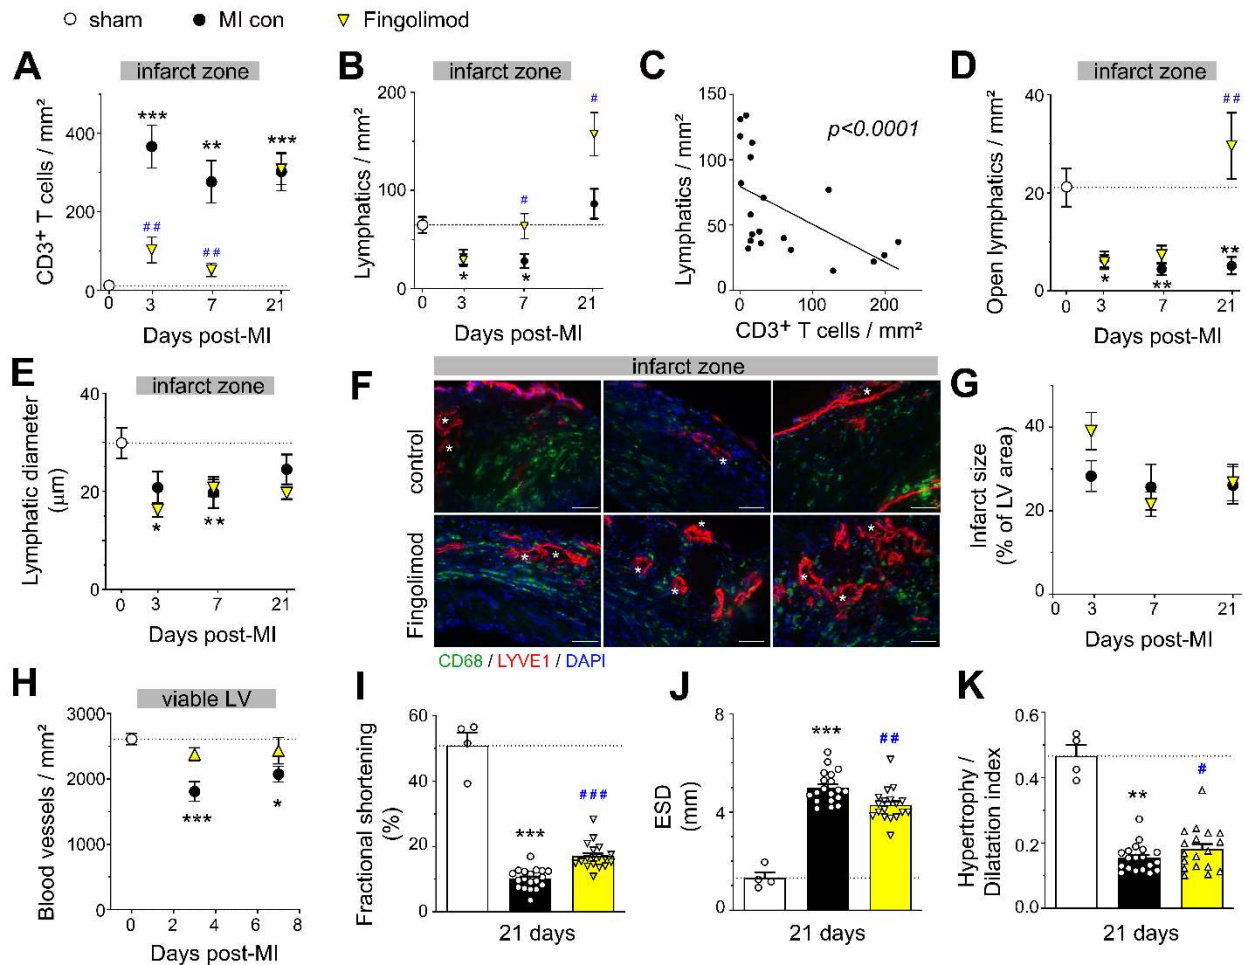 sham
MI con
Fingolimod
A
infarct zone
CD3⁺ T cells / mm²
400
200
0
***
**
***
##
##
0
3
7
21
Days post-MI
B
infarct zone
Lymphatics / mm²
200
100
0
*
*
#
#
0
3
7
21
Days post-MI
C
Lymphatics / mm²
150
100
50
0
p<0.0001
0
100
200
CD3⁺ T cells / mm²
D
infarct zone
Open lymphatics / mm²
40
20
0
*
**
**
##
0
3
7
21
Days post-MI
E
infarct zone
Lymphatic diameter
(µm)
40
20
0
*
**
0
3
7
21
Days post-MI
F
infarct zone
control
Fingolimod
CD68 / LYVE1 / DAPI
G
Infarct size
(% of LV area)
40
20
0
0
3
7
21
Days post-MI
H
viable LV
Blood vessels / mm²
3000
2000
1000
0
***
*
0
2
4
6
8
Days post-MI
I
Fractional shortening
(%)
60
40
20
0
***
###
21 days
J
ESD
(mm)
8
4
0
***
##
21 days
K
Hypertrophy /
Dilatation index
0.6
0.4
0.2
0.0
**
#
21 days